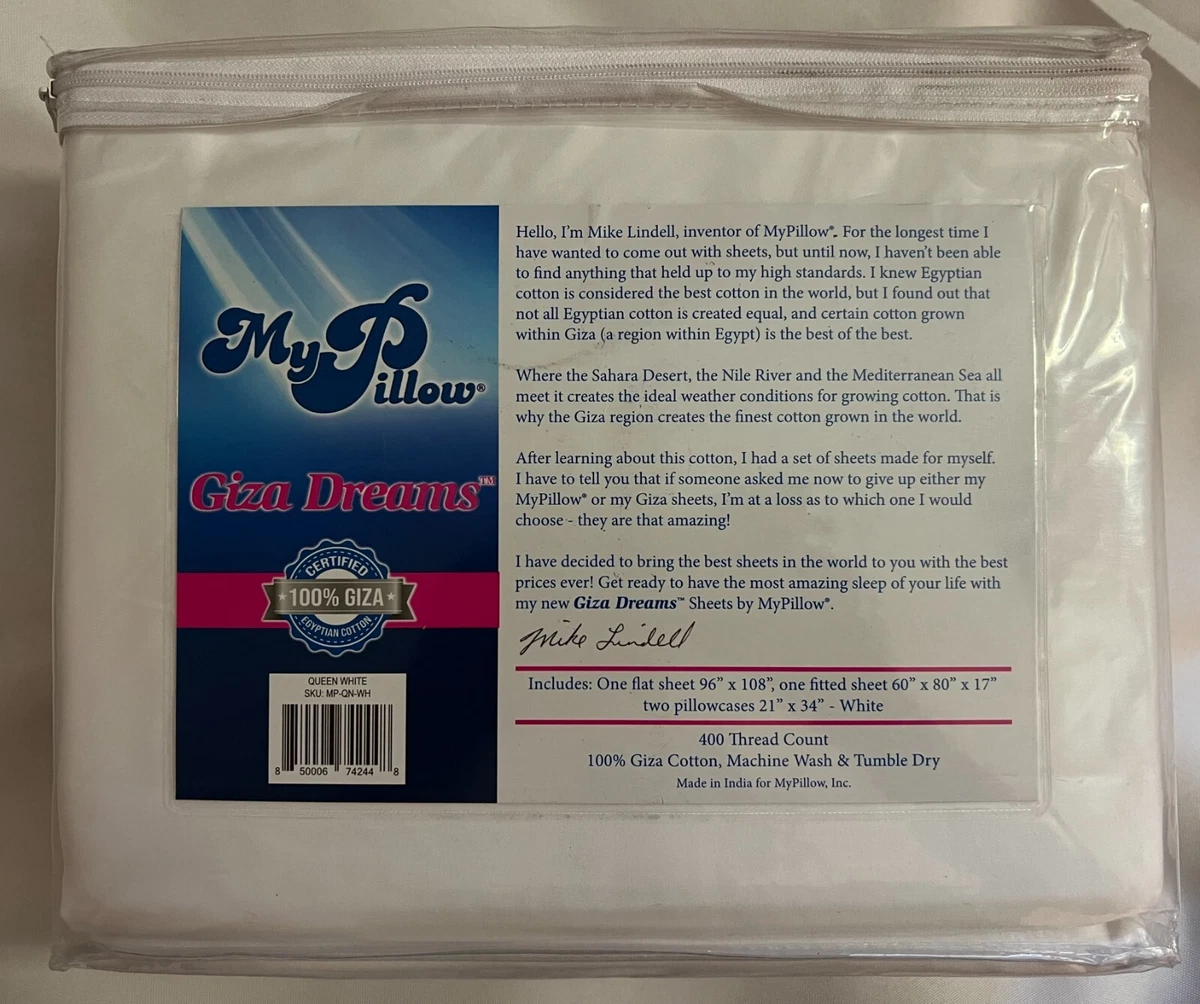 MyPillow®
Giza Dreams™
CERTIFIED
100% GIZA
EGYPTIAN COTTON
QUEEN WHITE
SKU: MP-QN-WH
8 50006 74244 8
Hello, I'm Mike Lindell, inventor of MyPillow®. For the longest time I
have wanted to come out with sheets, but until now, I haven't been able
to find anything that held up to my high standards. I knew Egyptian
cotton is considered the best cotton in the world, but I found out that
not all Egyptian cotton is created equal, and certain cotton grown
within Giza (a region within Egypt) is the best of the best.
Where the Sahara Desert, the Nile River and the Mediterranean Sea all
meet it creates the ideal weather conditions for growing cotton. That is
why the Giza region creates the finest cotton grown in the world.
After learning about this cotton, I had a set of sheets made for myself.
I have to tell you that if someone asked me now to give up either my
MyPillow® or my Giza sheets, I'm at a loss as to which one I would
choose - they are that amazing!
I have decided to bring the best sheets in the world to you with the best
prices ever! Get ready to have the most amazing sleep of your life with
my new Giza Dreams™ Sheets by MyPillow®.
Mike Lindell
Includes: One flat sheet 96" x 108", one fitted sheet 60" x 80" x 17"
two pillowcases 21" x 34" - White
400 Thread Count
100% Giza Cotton, Machine Wash & Tumble Dry
Made in India for MyPillow, Inc.